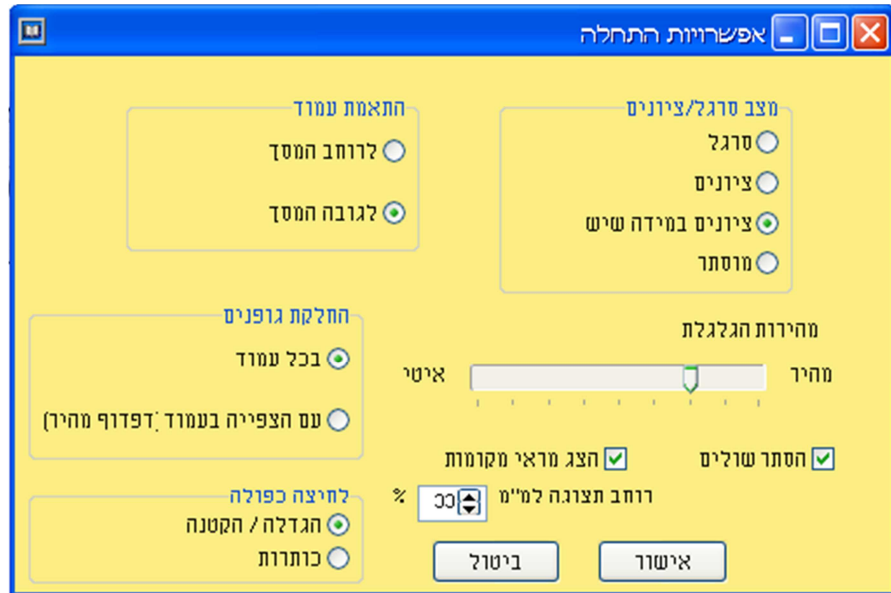 אפשרויות התחלה
מצב סרגל/ציונים
סרגל
ציונים
ציונים במידה שיש
מוסתר
התאמת עמוד
לרוחב המסך
לגובה המסך
מהירות הגלגלת
מהיר
איטי
החלקת גופנים
בכל עמוד
עם הצפייה בעמוד (דפדוף מהיר)
הסתר שולים
הצג מראי מקומות
רוחב תצוגה למ"מ
%
לחיצה כפולה
הגדלה / הקטנה
כותרות
אישור
ביטול